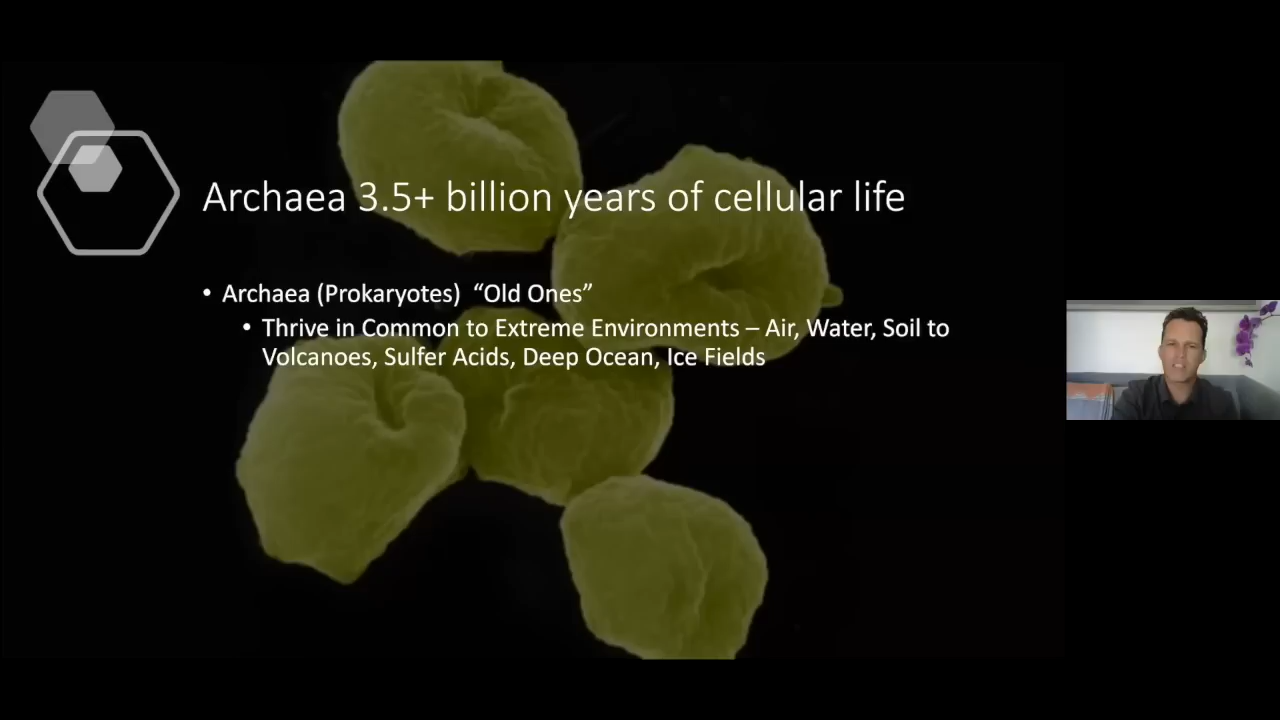 Archaea 3.5+ billion years of cellular life
• Archaea (Prokaryotes) “Old Ones”
• Thrive in Common to Extreme Environments – Air, Water, Soil to
Volcanoes, Sulfer Acids, Deep Ocean, Ice Fields